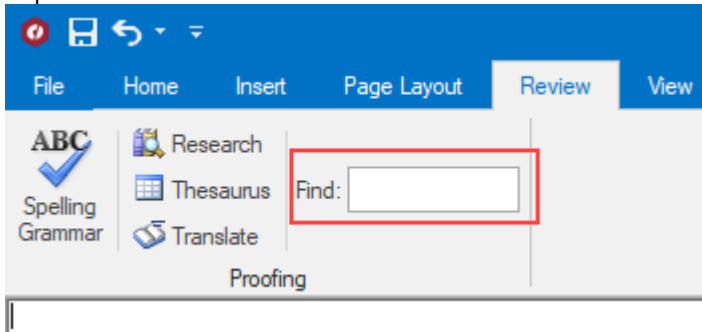 File Home Insert Page Layout Review View
ABC
Spelling
Grammar
Research
Thesaurus
Translate
Find:
Proofing